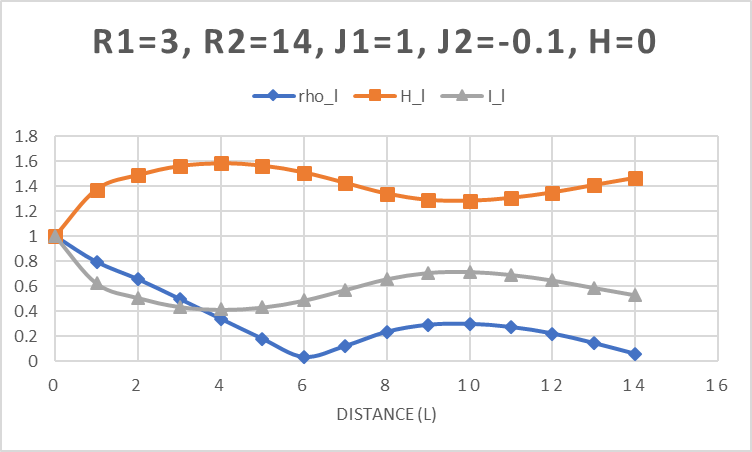 R1=3, R2=14, J1=1, J2=-0.1, H=0
rho_l H_l I_l
1.8
1.6
1.4
1.2
1
0.8
0.6
0.4
0.2
0
0 2 4 6 8 10 12 14 16
DISTANCE (L)